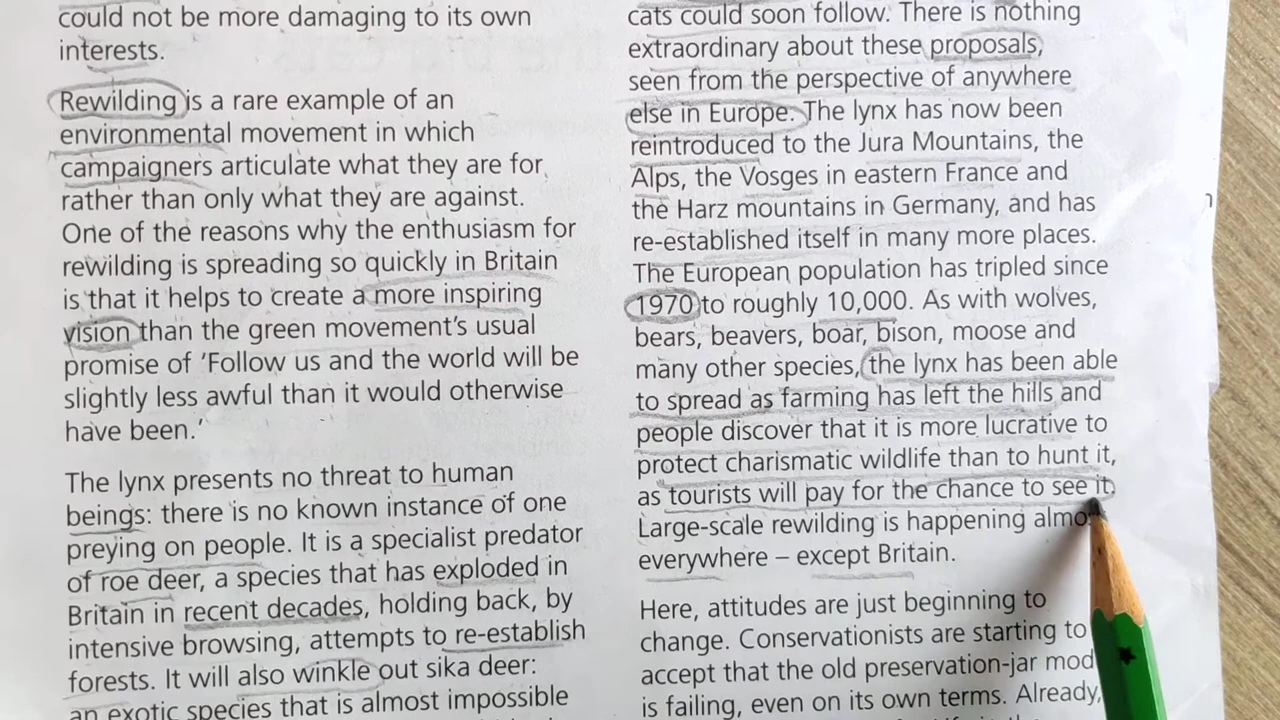 could not be more damaging to its own
interests.
Rewilding is a rare example of an
environmental movement in which
campaigners articulate what they are for
rather than only what they are against.
One of the reasons why the enthusiasm for
rewilding is spreading so quickly in Britain
is that it helps to create a more inspiring
vision than the green movement's usual
promise of 'Follow us and the world will be
slightly less awful than it would otherwise
have been.'
The lynx presents no threat to human
beings: there is no known instance of one
preying on people. It is a specialist predator
of roe deer, a species that has exploded in
Britain in recent decades, holding back, by
intensive browsing, attempts to re-establish
forests. It will also winkle out sika deer:
an exotic species that is almost impossible
cats could soon follow. There is nothing
extraordinary about these proposals,
seen from the perspective of anywhere
else in Europe. The lynx has now been
reintroduced to the Jura Mountains, the
Alps, the Vosges in eastern France and
the Harz mountains in Germany, and has
re-established itself in many more places.
The European population has tripled since
1970 to roughly 10,000. As with wolves,
bears, beavers, boar, bison, moose and
many other species, the lynx has been able
to spread as farming has left the hills and
people discover that it is more lucrative to
protect charismatic wildlife than to hunt it,
as tourists will pay for the chance to see it.
Large-scale rewilding is happening almo
everywhere – except Britain.
Here, attitudes are just beginning to
change. Conservationists are starting to
accept that the old preservation-jar mod
is failing, even on its own terms. Already,